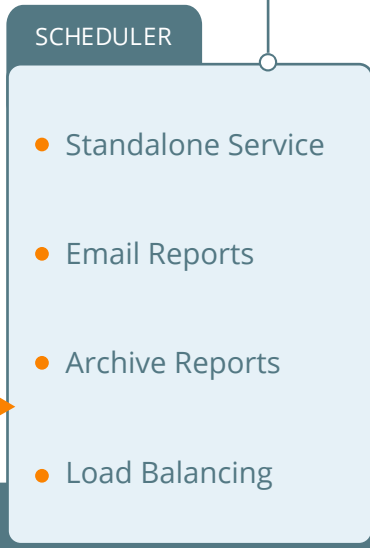 SCHEDULER
Standalone Service
Email Reports
Archive Reports
Load Balancing